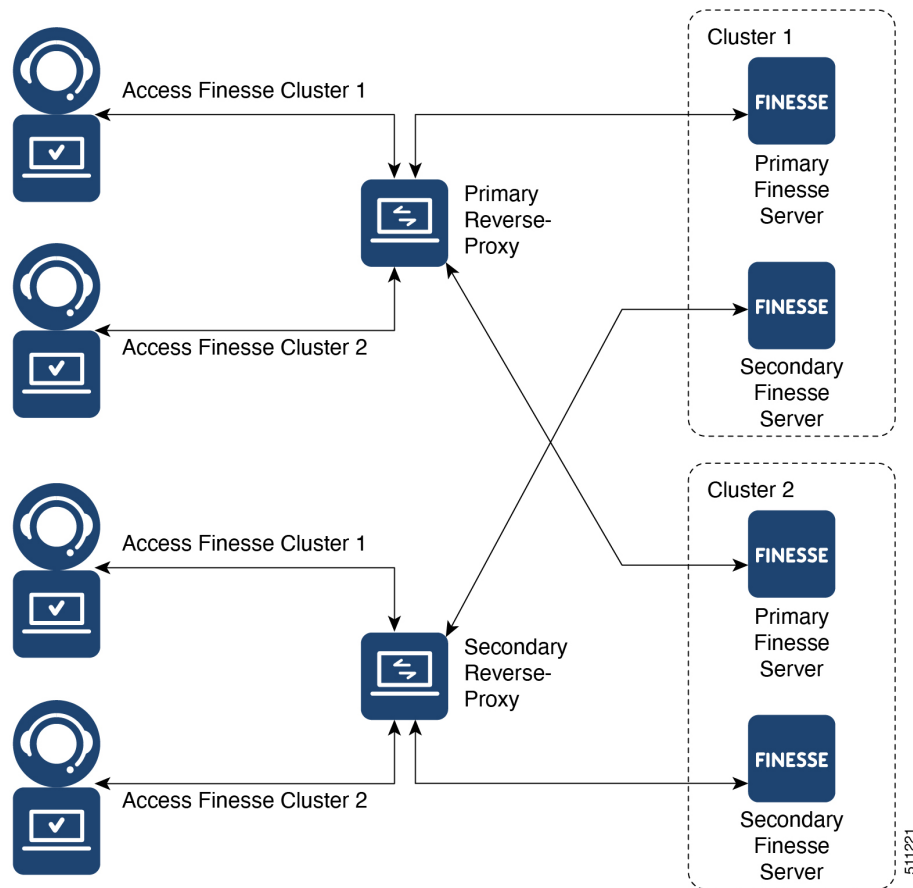 Cluster 1
Access Finesse Cluster 1
FINESSE
Primary
Finesse
Server
Primary
Reverse-
Proxy
Access Finesse Cluster 2
FINESSE
Secondary
Finesse
Server
Cluster 2
Access Finesse Cluster 1
FINESSE
Primary
Finesse
Server
Secondary
Reverse-
Proxy
Access Finesse Cluster 2
FINESSE
Secondary
Finesse
Server
511221